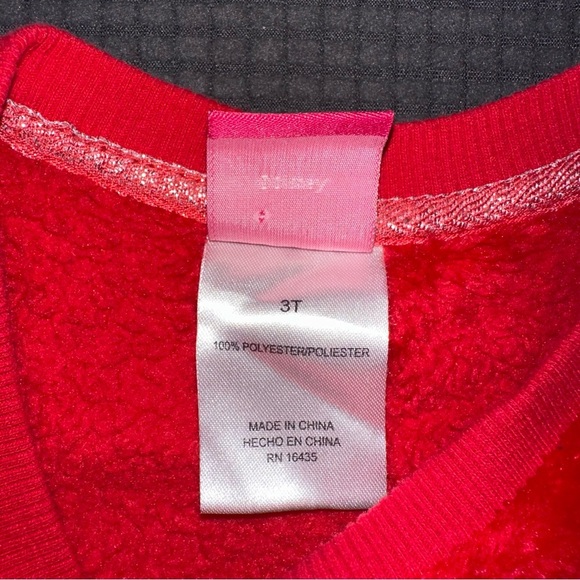 3T
100% POLYESTER/POLIESTER
MADE IN CHINA
HECHO EN CHINA
RN 16435